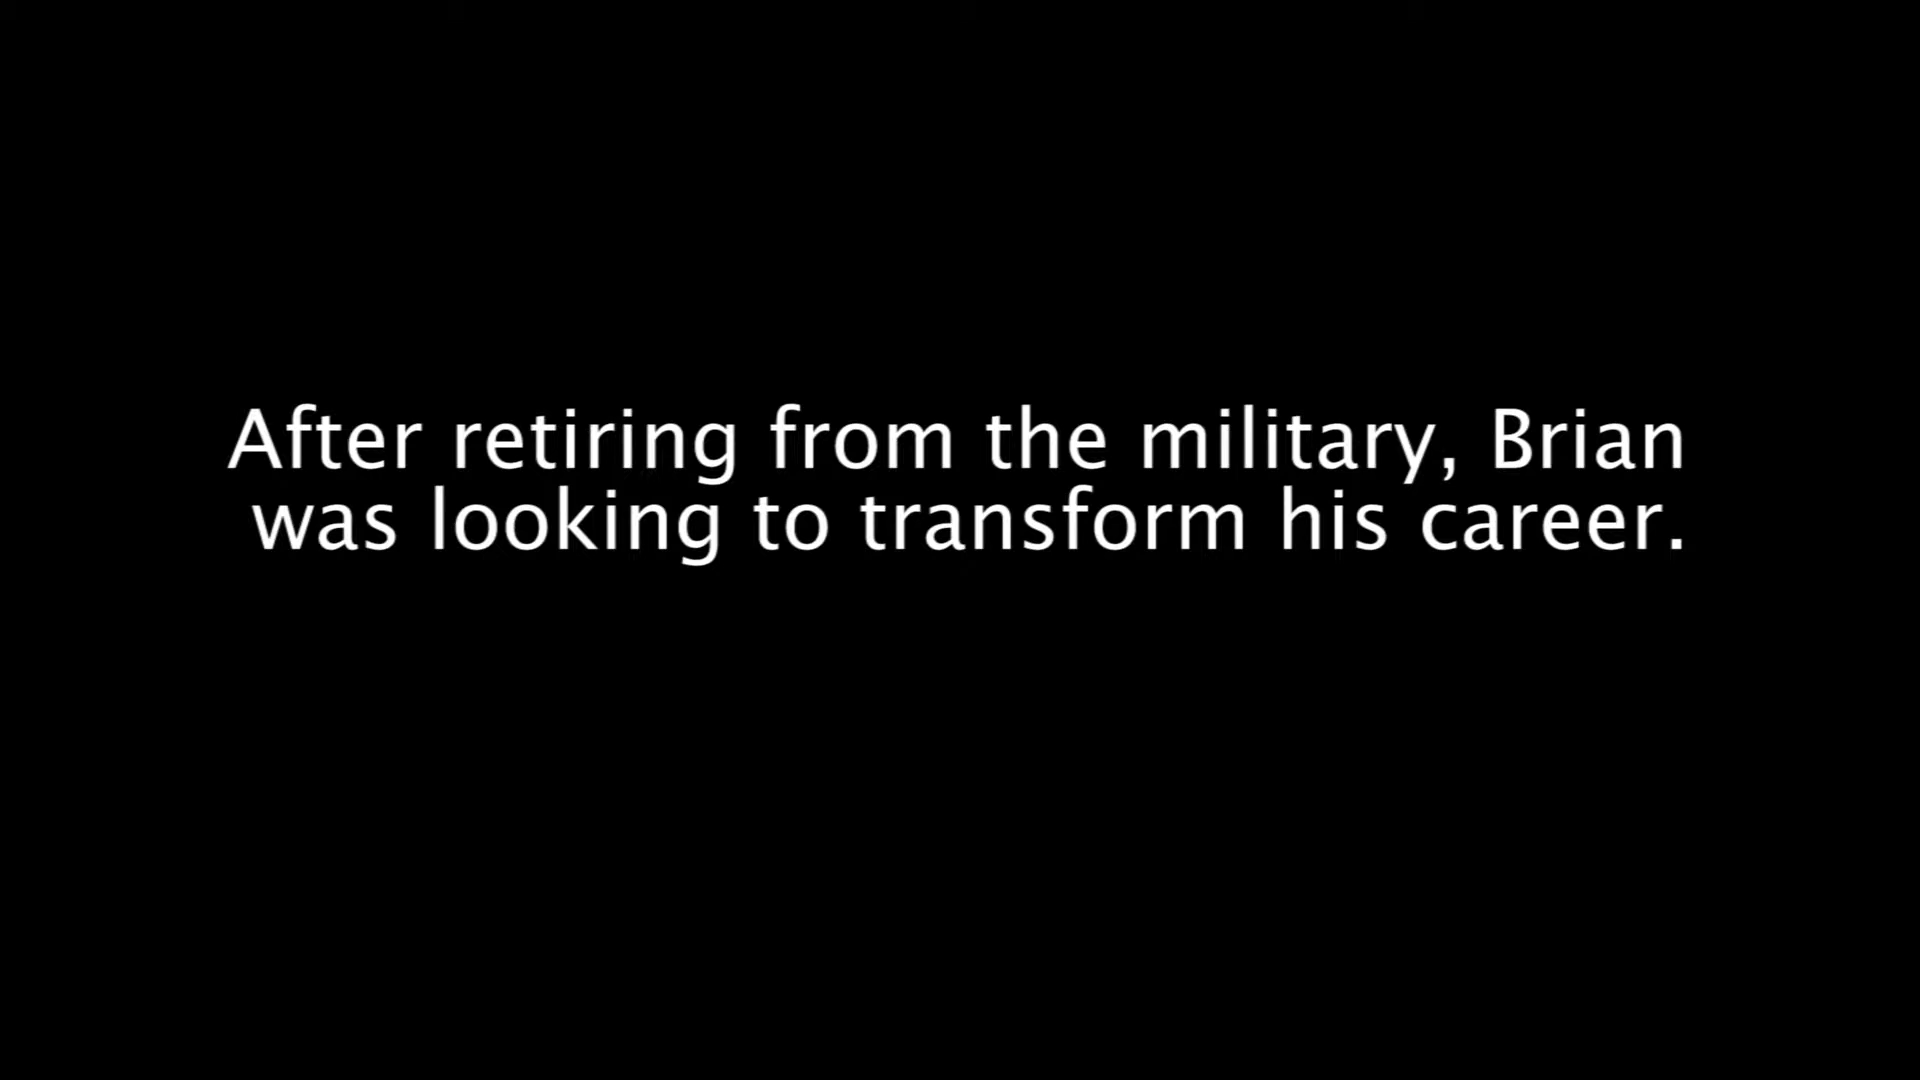 After retiring from the military, Brian
was looking to transform his career.